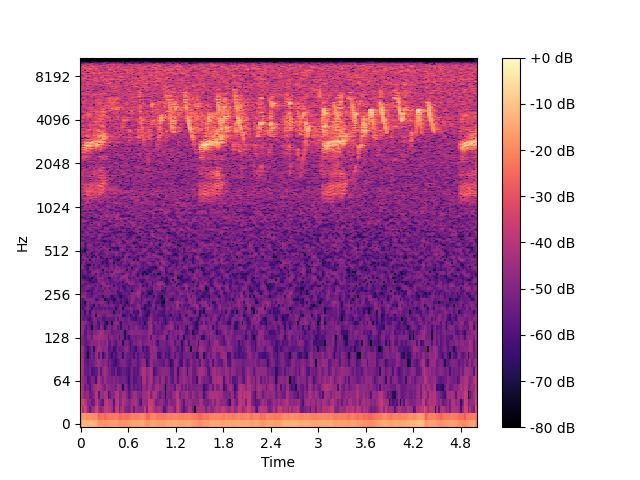 8192
4096
2048
1024
512
256
128
64
0
Hz
0 0.6 1.2 1.8 2.4 3 3.6 4.2 4.8
Time
+0 dB
-10 dB
-20 dB
-30 dB
-40 dB
-50 dB
-60 dB
-70 dB
-80 dB